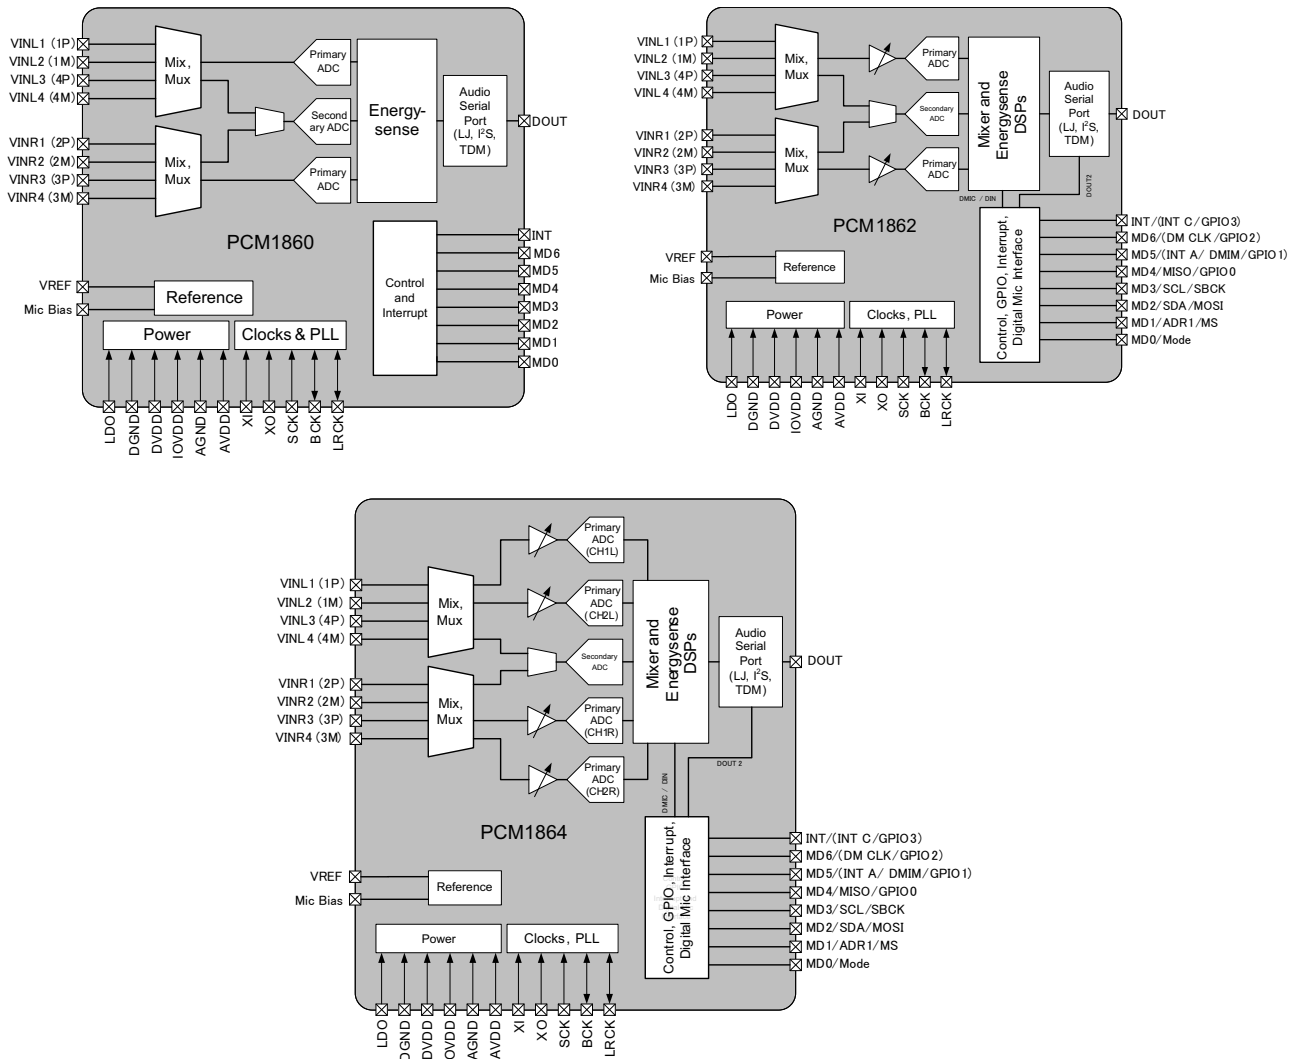 VINL1 (1P)
VINL2 (1M)
VINL3 (4P)
VINL4 (4M)
VINR1 (2P)
VINR2 (2M)
VINR3 (3P)
VINR4 (3M)
Mix,
Mux
Mix,
Mux
Primary
ADC
Second
ary ADC
Primary
ADC
Energy-
sense
Audio
Serial
Port
(LJ, I²S,
TDM)
DOUT
PCM1860
VREF
Mic Bias
Reference
Control
and
Interrupt
INT
MD6
MD5
MD4
MD3
MD2
MD1
MD0
Power
Clocks & PLL
LDO
DGND
DVDD
IOVDD
AGND
AVDD
XI
XO
SCK
BCK
LRCK
VINL1 (1P)
VINL2 (1M)
VINL3 (4P)
VINL4 (4M)
VINR1 (2P)
VINR2 (2M)
VINR3 (3P)
VINR4 (3M)
Mix,
Mux
Mix,
Mux
Primary
ADC
Secondary
ADC
Primary
ADC
Mixer and
Energysense
DSPs
Audio
Serial
Port
(LJ, I²S,
TDM)
DOUT
DMIC / DIN
DOUT2
PCM1862
VREF
Mic Bias
Reference
Control, GPIO, Interrupt,
Digital Mic Interface
INT/(INT C/GPIO3)
MD6/(DM CLK/GPIO2)
MD5/(INT A/ DMIM/GPIO1)
MD4/MISO/GPIO0
MD3/SCL/SBCK
MD2/SDA/MOSI
MD1/ADR1/MS
MD0/Mode
Power
Clocks, PLL
LDO
DGND
DVDD
IOVDD
AGND
AVDD
XI
XO
SCK
BCK
LRCK
VINL1 (1P)
VINL2 (1M)
VINL3 (4P)
VINL4 (4M)
VINR1 (2P)
VINR2 (2M)
VINR3 (3P)
VINR4 (3M)
Mix,
Mux
Mix,
Mux
Primary
ADC
(CH1L)
Primary
ADC
(CH2L)
Secondary
ADC
Primary
ADC
(CH1R)
Primary
ADC
(CH2R)
Mixer and
Energysense
DSPs
Audio
Serial
Port
(LJ, I²S,
TDM)
DOUT
DMIC / DIN
DOUT 2
PCM1864
VREF
Mic Bias
Reference
Control, GPIO, Interrupt,
Digital Mic Interface
INT/(INT C/GPIO3)
MD6/(DM CLK/GPIO2)
MD5/(INT A/ DMIM/GPIO1)
MD4/MISO/GPIO0
MD3/SCL/SBCK
MD2/SDA/MOSI
MD1/ADR1/MS
MD0/Mode
Power
Clocks, PLL
LDO
DGND
DVDD
IOVDD
AGND
AVDD
XI
XO
SCK
BCK
LRCK